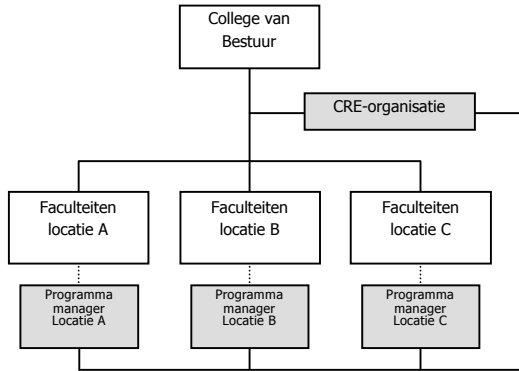 College van
Bestuur
CRE-organisatie
Faculteiten
locatie A
Faculteiten
locatie B
Faculteiten
locatie C
Programma
manager
Locatie A
Programma
manager
Locatie B
Programma
manager
Locatie C